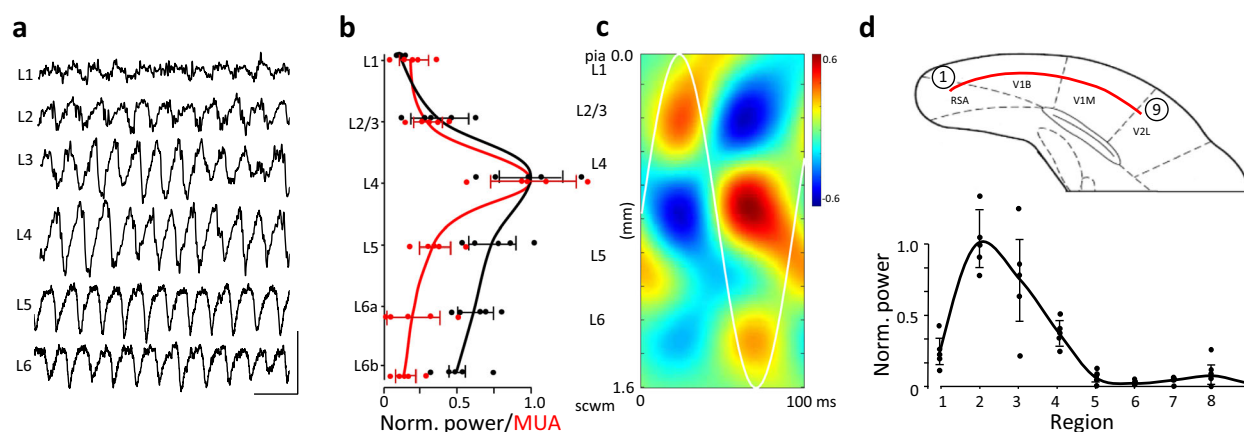 a
L1
L2
L3
L4
L5
L6
b
L1
L2/3
L4
L5
L6a
L6b
0
0.5
1.0
Norm. power/MUA
c
pia
0.0
L1
L2/3
L4
(mm)
L5
L6
1.6
scwm
0
100 ms
0.6
-0.6
d
1
RSA
V1B
V1M
9
V2L
Norm. power
1.0
0.5
0
1
2
3
4
5
6
7
8
Region